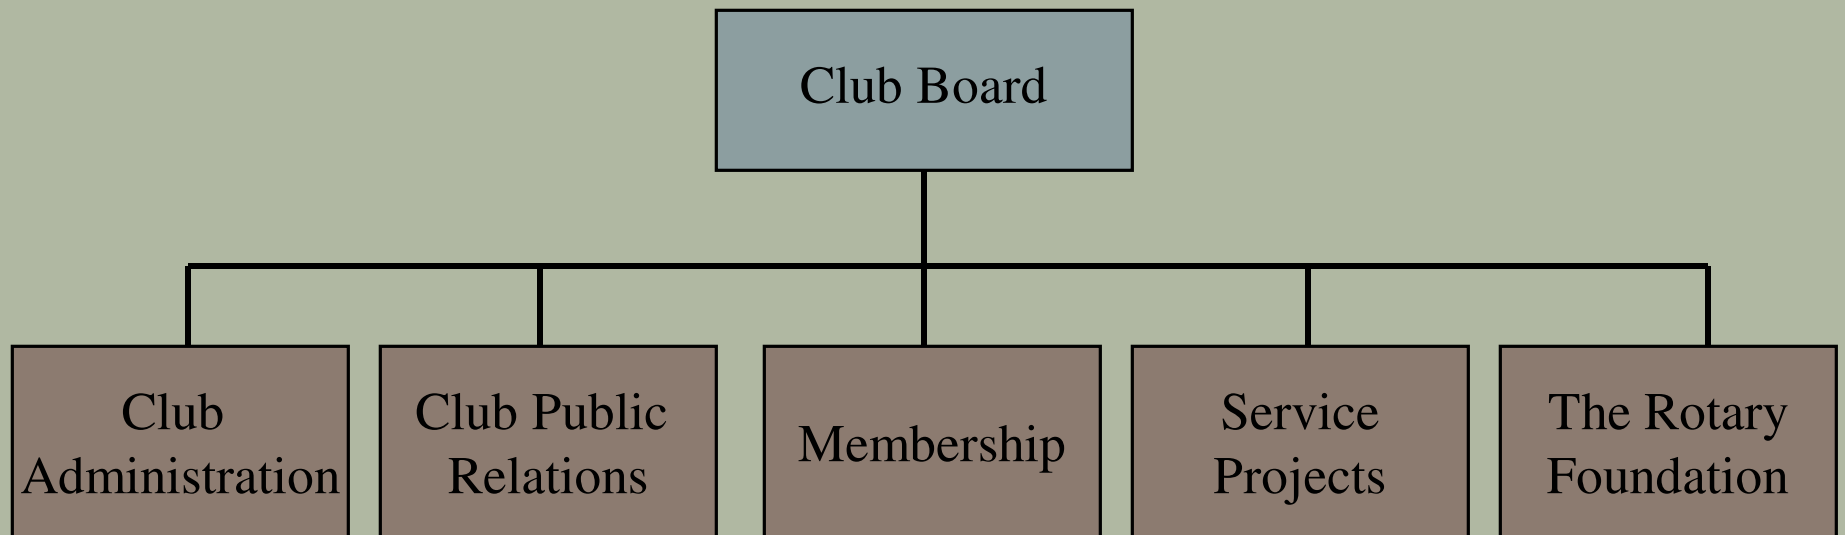 Club Board
Club
Administration
Club Public
Relations
Membership
Service
Projects
The Rotary
Foundation